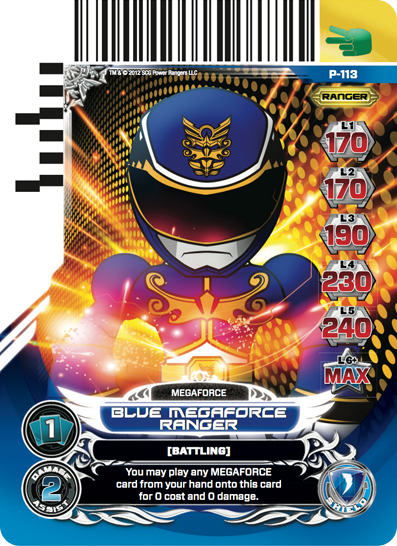 TM & © 2012 SCG Power Rangers LLC
P-113
RANGER
L1
170
L2
170
L3
190
L4
230
L5
240
L6+
MAX
MEGAFORCE
BLUE MEGAFORCE
RANGER
1
[BATTLING]
DAMAGE
2
ASSIST
You may play any MEGAFORCE
card from your hand onto this card
for 0 cost and 0 damage.
SHIELD